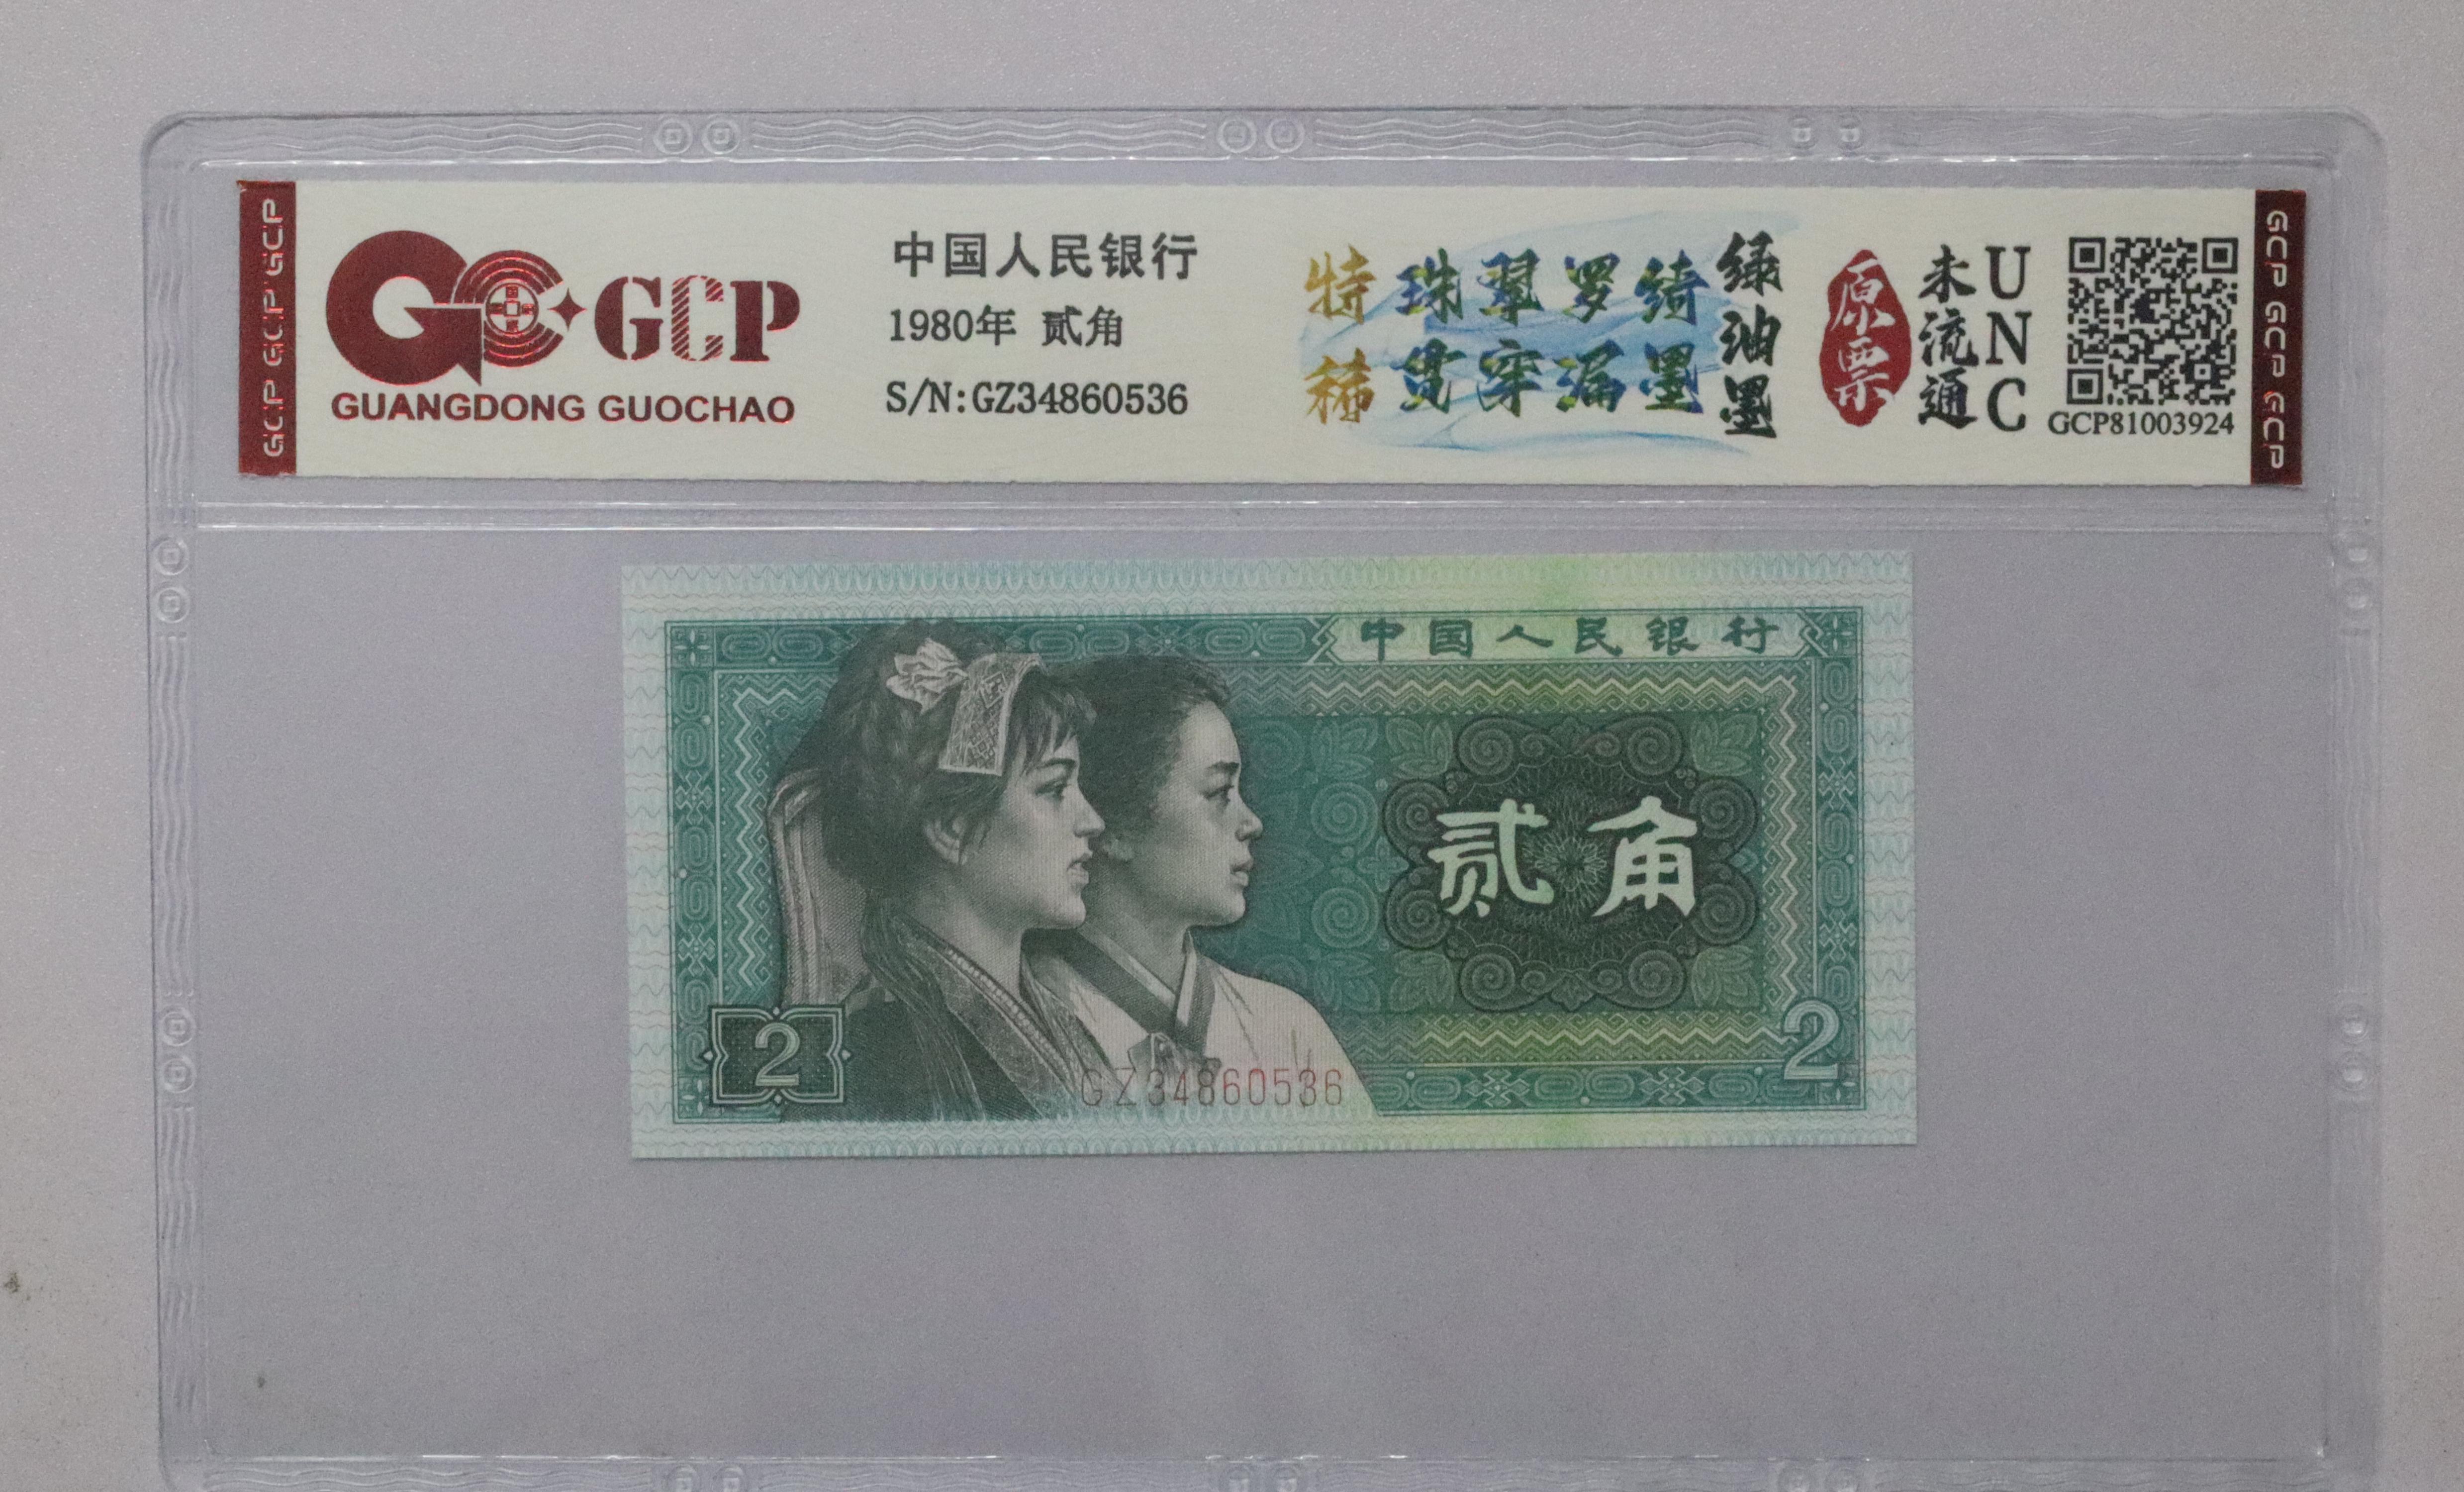 GCP GCP GCP
GCP
GUANGDONG GUOCHAO
中国人民银行
1980年 贰角
S/N:GZ34860536
特稀
珠翠罗绮
贯穿漏墨
绿油墨
原票
未流通
UNC
GCP81003924
GCP GCP GCP
中国人民银行
贰角
2
GZ34860536
2